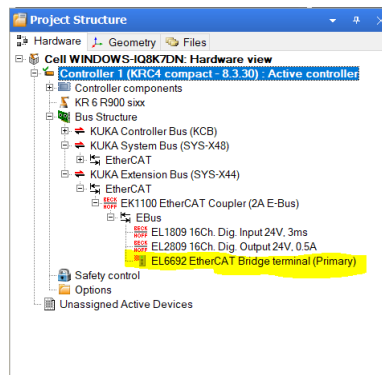 Project Structure
Hardware Geometry Files
Cell WINDOWS-IQ8K7DN: Hardware view
Controller 1 (KRC4 compact - 8.3.30) : Active controller
Controller components
KR 6 R900 sixx
Bus Structure
KUKA Controller Bus (KCB)
KUKA System Bus (SYS-X48)
EtherCAT
KUKA Extension Bus (SYS-X44)
EtherCAT
EK1100 EtherCAT Coupler (2A E-Bus)
EBus
EL1809 16Ch. Dig. Input 24V, 3ms
EL2809 16Ch. Dig. Output 24V, 0.5A
EL6692 EtherCAT Bridge terminal (Primary)
Safety control
Options
Unassigned Active Devices